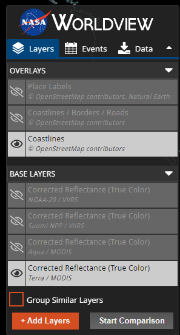 NASA WORLDVIEW
Layers Events Data
OVERLAYS
Place Labels
© OpenStreetMap contributors, Natural Earth
Coastlines / Borders / Roads
© OpenStreetMap contributors
Coastlines
© OpenStreetMap contributors
BASE LAYERS
Corrected Reflectance (True Color)
NOAA-20 / VIIRS
Corrected Reflectance (True Color)
Suomi NPP / VIIRS
Corrected Reflectance (True Color)
Aqua / MODIS
Corrected Reflectance (True Color)
Terra / MODIS
Group Similar Layers
+ Add Layers Start Comparison